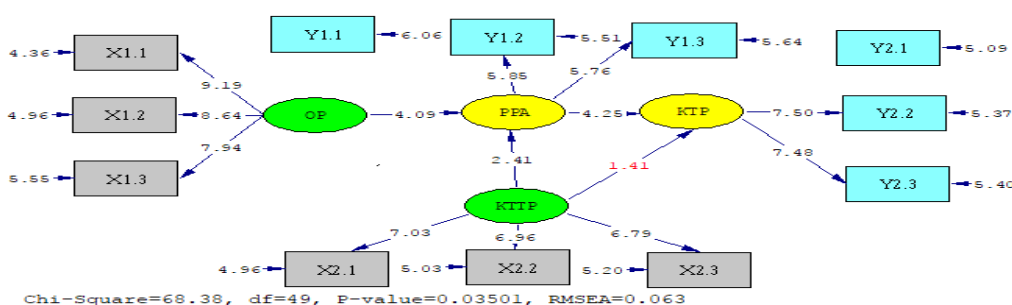 Y1.1 6.06 Y1.2 5.51 Y1.3 5.64
4.36 X1.1 Y2.1 5.09
9.19 5.85 5.76
4.96 X1.2 8.64 OP 4.09 PPA 4.25 KTP 7.50 Y2.2 5.37
7.94 2.41 1.41 7.48
5.55 X1.3 Y2.3 5.40
KTTP
7.03 6.96 6.79
4.96 X2.1 5.03 X2.2 5.20 X2.3
Chi-Square=68.38, df=49, P-value=0.03501, RMSEA=0.063